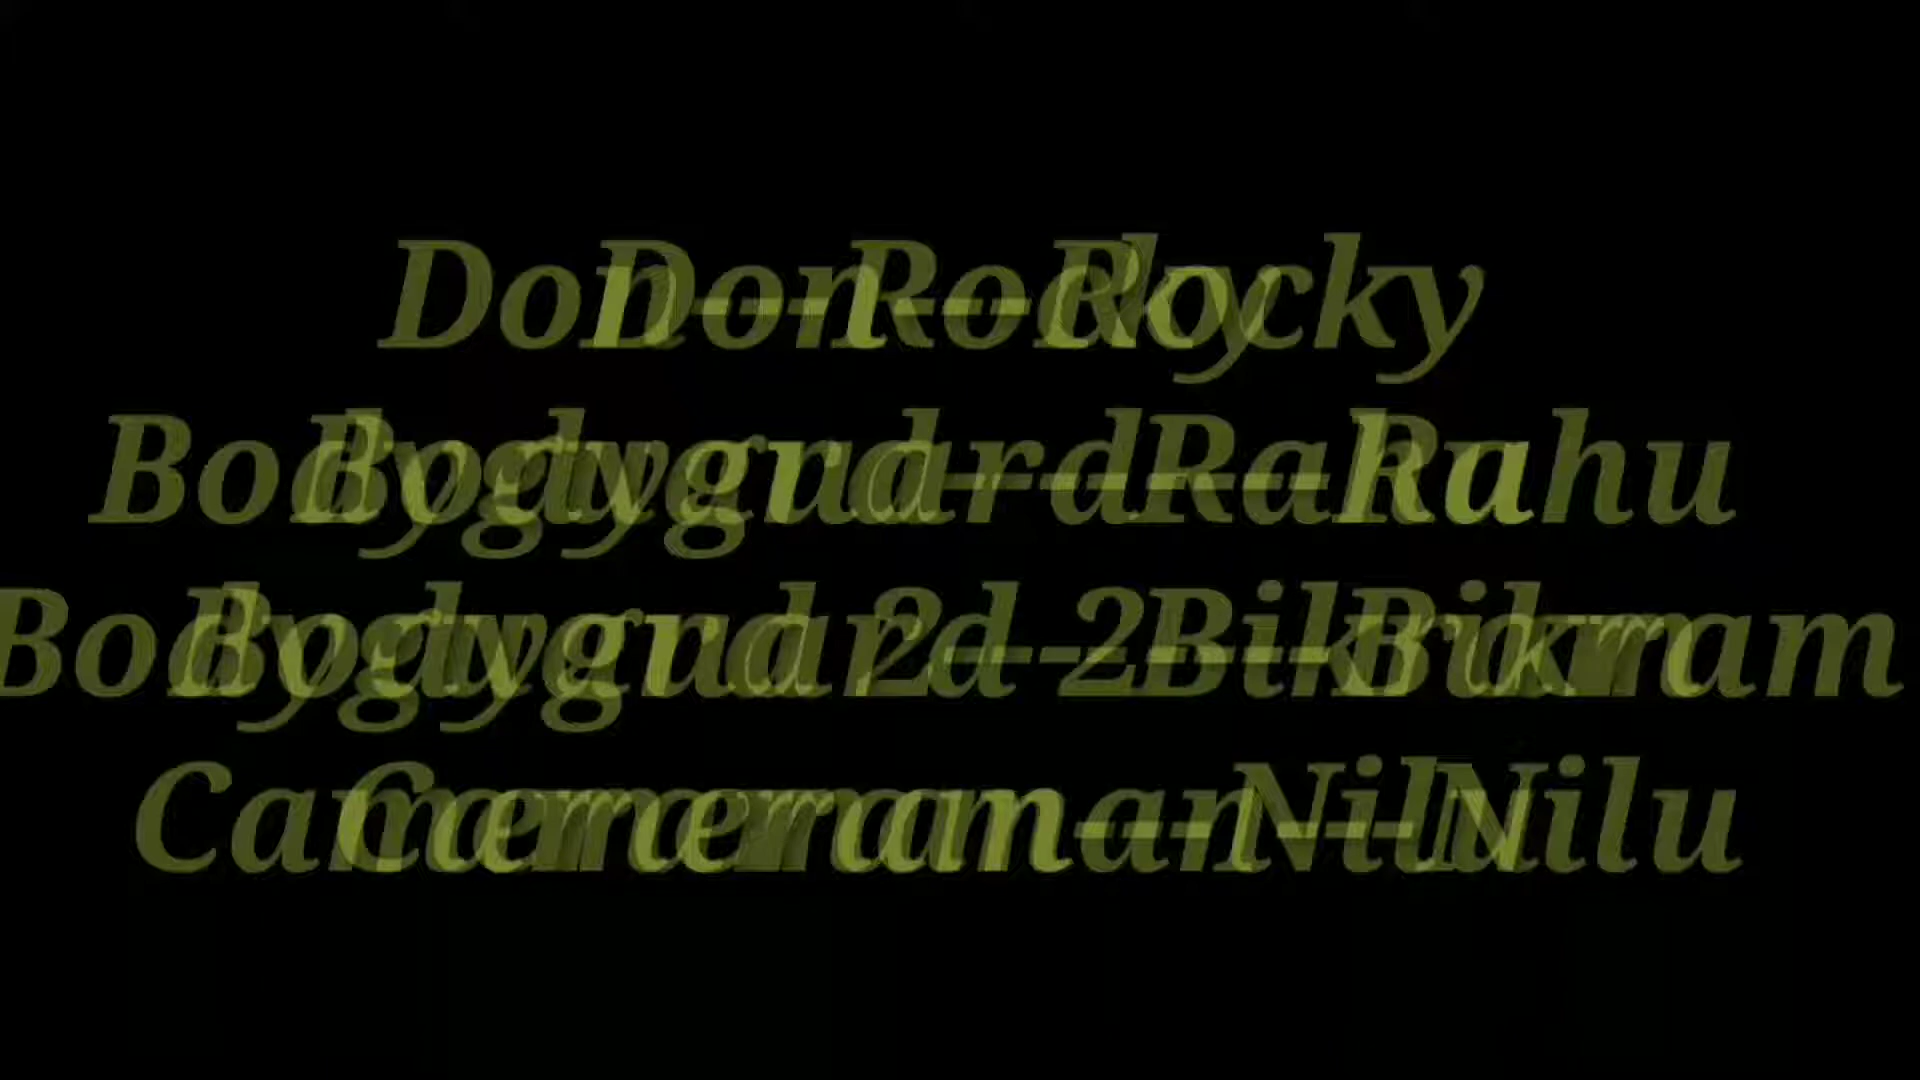 Don---Rocky
Bodyguard----Rahu
Bodyguard 2----Bikram
Cameraman---Nilu